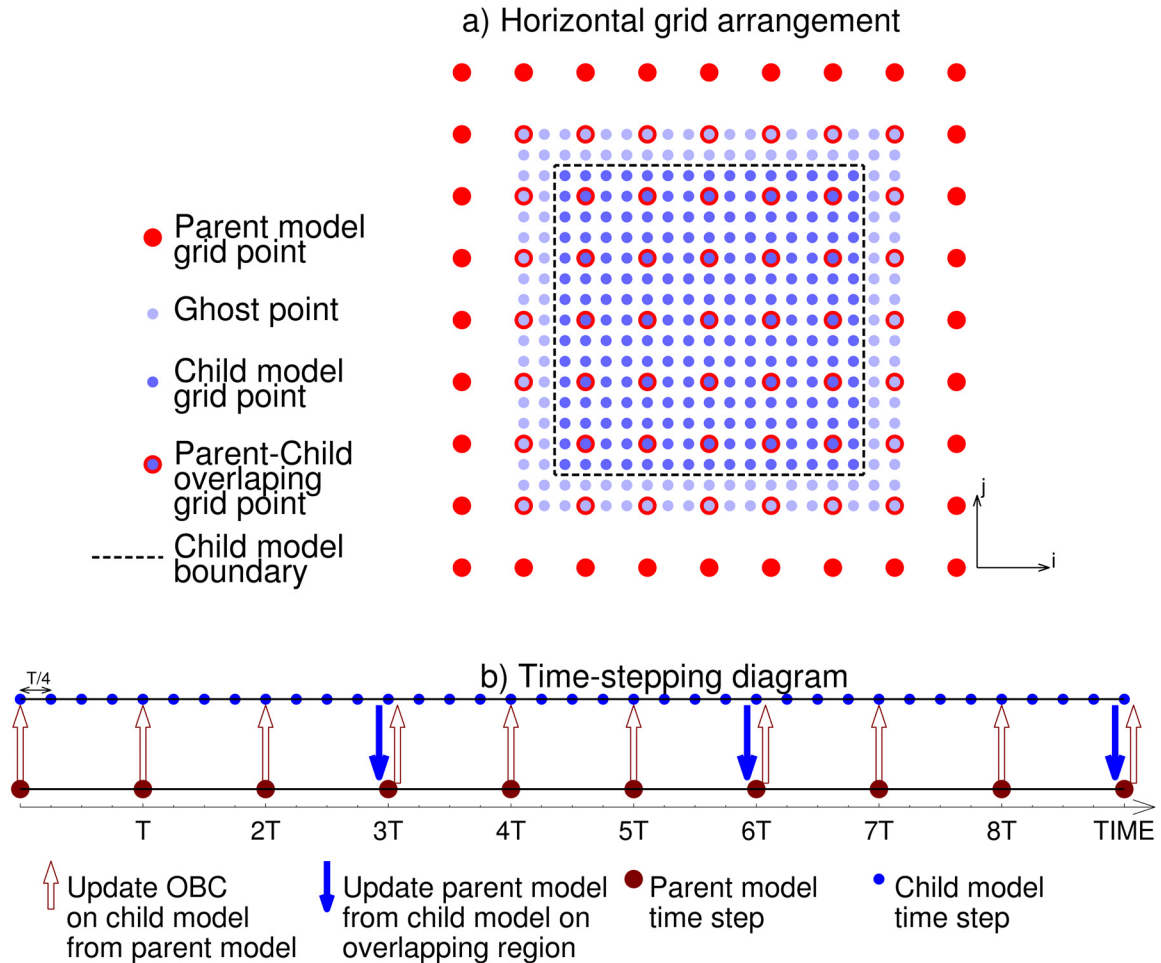 a) Horizontal grid arrangement
Parent model
grid point
Ghost point
Child model
grid point
Parent-Child
overlaping
grid point
Child model
boundary
j
i
b) Time-stepping diagram
T/4
T 2T 3T 4T 5T 6T 7T 8T TIME
Update OBC
on child model
from parent model
Update parent model
from child model on
overlapping region
Parent model
time step
Child model
time step